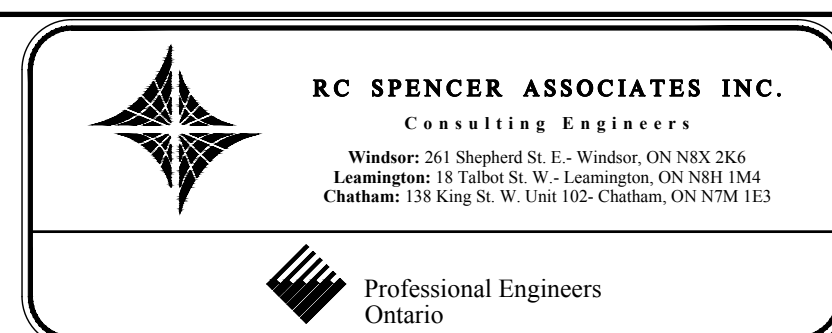 RC SPENCER ASSOCIATES INC.
Consulting Engineers
Windsor: 261 Shepherd St. E.- Windsor, ON N8X 2K6
Leamington: 18 Talbot St. W.- Leamington, ON N8H 1M4
Chatham: 138 King St. W. Unit 102- Chatham, ON N7M 1E3
Professional Engineers
Ontario